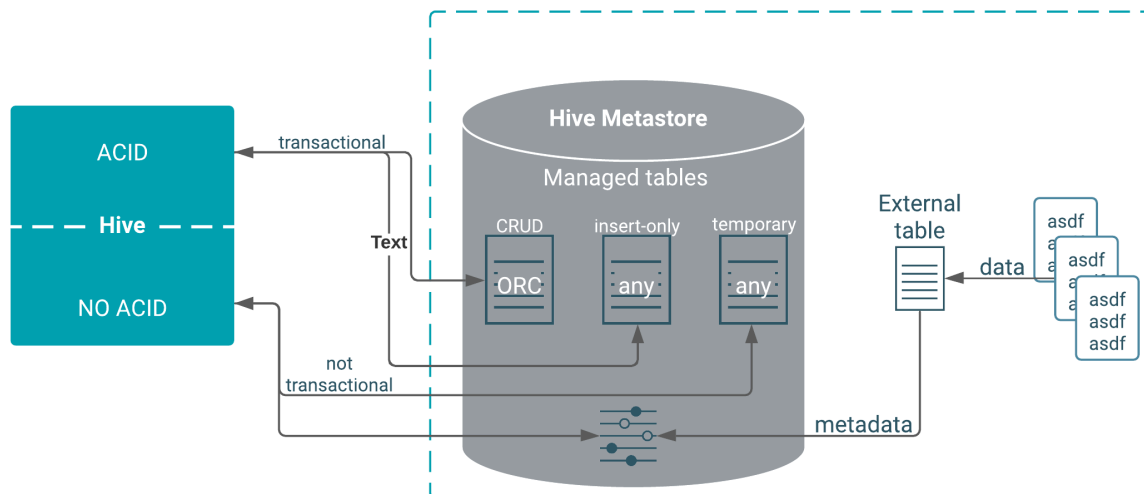 Hive Metastore
Managed tables
ACID
Hive
NO ACID
transactional
Text
not
transactional
CRUD
ORC
insert-only
any
temporary
any
External
table
data
metadata
asdf
a
a
asdf
a
a
asdf
asdf
asdf